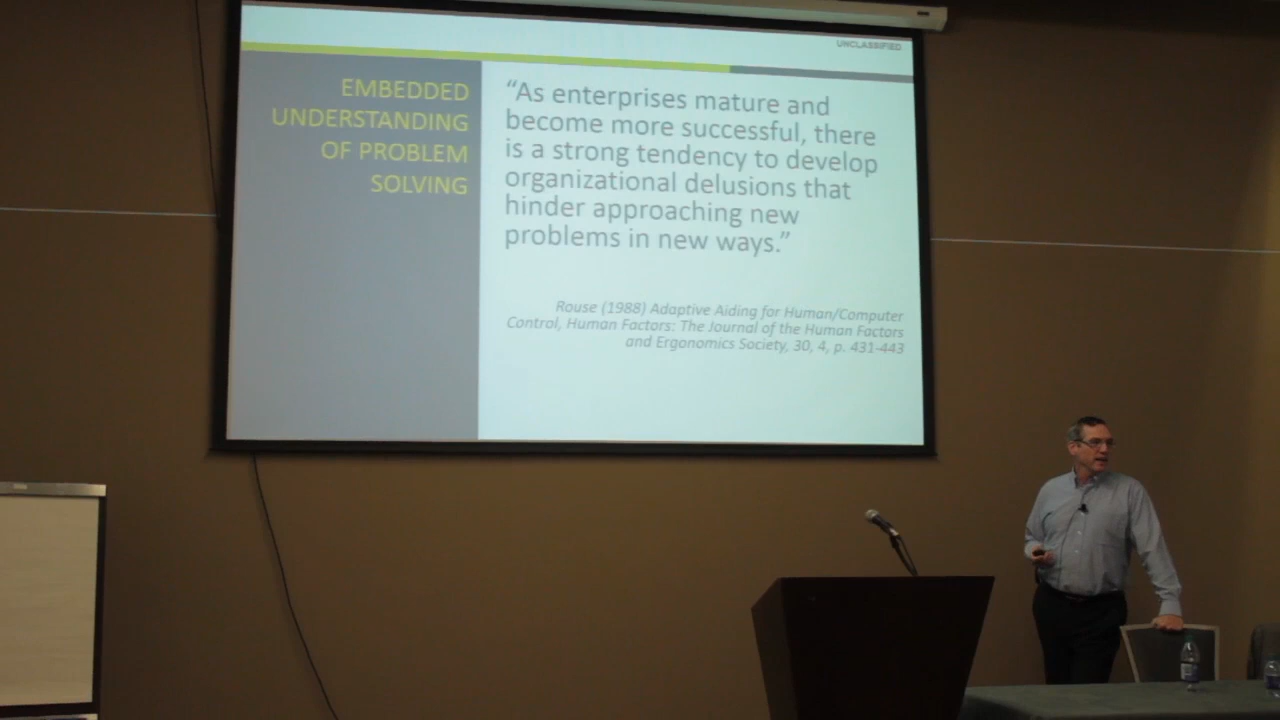 UNCLASSIFIED
EMBEDDED
UNDERSTANDING
OF PROBLEM
SOLVING
“As enterprises mature and
become more successful, there
is a strong tendency to develop
organizational delusions that
hinder approaching new
problems in new ways.”
Rouse (1988) Adaptive Aiding for Human/Computer
Control, Human Factors: The Journal of the Human Factors
and Ergonomics Society, 30, 4, p. 431-443